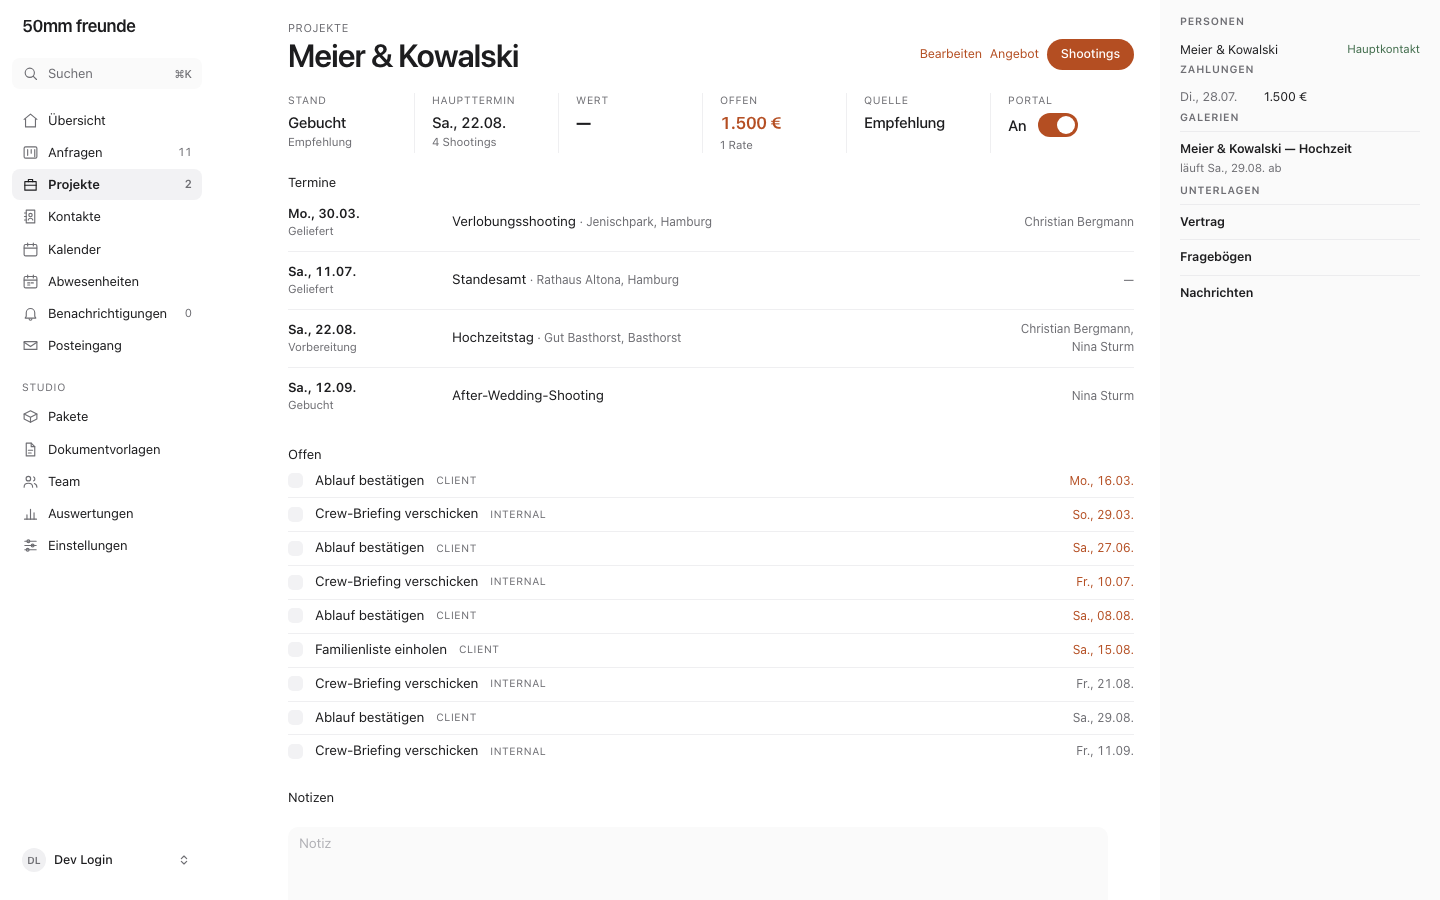 50mm freunde
Suchen ⌘K
Übersicht
Anfragen 11
Projekte 2
Kontakte
Kalender
Abwesenheiten
Benachrichtigungen 0
Posteingang
STUDIO
Pakete
Dokumentvorlagen
Team
Auswertungen
Einstellungen
DL Dev Login
PROJEKTE
Meier & Kowalski
Bearbeiten Angebot Shootings
STAND
Gebucht
Empfehlung
HAUPTTERMIN
Sa., 22.08.
4 Shootings
WERT
—
OFFEN
1.500 €
1 Rate
QUELLE
Empfehlung
PORTAL
An
Termine
Mo., 30.03.
Geliefert
Verlobungsshooting · Jenischpark, Hamburg
Christian Bergmann
Sa., 11.07.
Geliefert
Standesamt · Rathaus Altona, Hamburg
—
Sa., 22.08.
Vorbereitung
Hochzeitstag · Gut Basthorst, Basthorst
Christian Bergmann,
Nina Sturm
Sa., 12.09.
Gebucht
After-Wedding-Shooting
Nina Sturm
Offen
Ablauf bestätigen CLIENT Mo., 16.03.
Crew-Briefing verschicken INTERNAL So., 29.03.
Ablauf bestätigen CLIENT Sa., 27.06.
Crew-Briefing verschicken INTERNAL Fr., 10.07.
Ablauf bestätigen CLIENT Sa., 08.08.
Familienliste einholen CLIENT Sa., 15.08.
Crew-Briefing verschicken INTERNAL Fr., 21.08.
Ablauf bestätigen CLIENT Sa., 29.08.
Crew-Briefing verschicken INTERNAL Fr., 11.09.
Notizen
Notiz
PERSONEN
Meier & Kowalski Hauptkontakt
ZAHLUNGEN
Di., 28.07. 1.500 €
GALERIEN
Meier & Kowalski — Hochzeit
läuft Sa., 29.08. ab
UNTERLAGEN
Vertrag
Fragebögen
Nachrichten